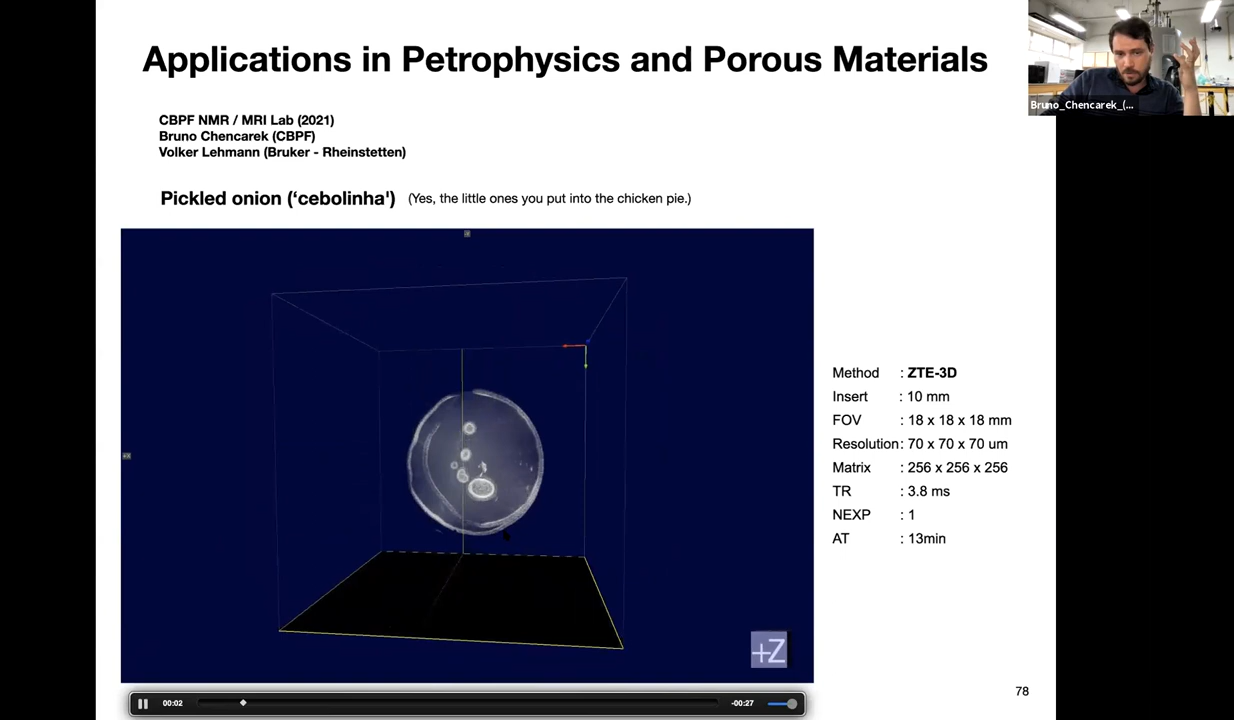 Applications in Petrophysics and Porous Materials
Bruno_Chencarek_(...
CBPF NMR / MRI Lab (2021)
Bruno Chencarek (CBPF)
Volker Lehmann (Bruker - Rheinstetten)
Pickled onion (‘cebolinha') (Yes, the little ones you put into the chicken pie.)
Method : ZTE-3D
Insert : 10 mm
FOV : 18 x 18 x 18 mm
Resolution: 70 x 70 x 70 um
Matrix : 256 x 256 x 256
TR : 3.8 ms
NEXP : 1
AT : 13min
+Z
78
00:02 -00:27